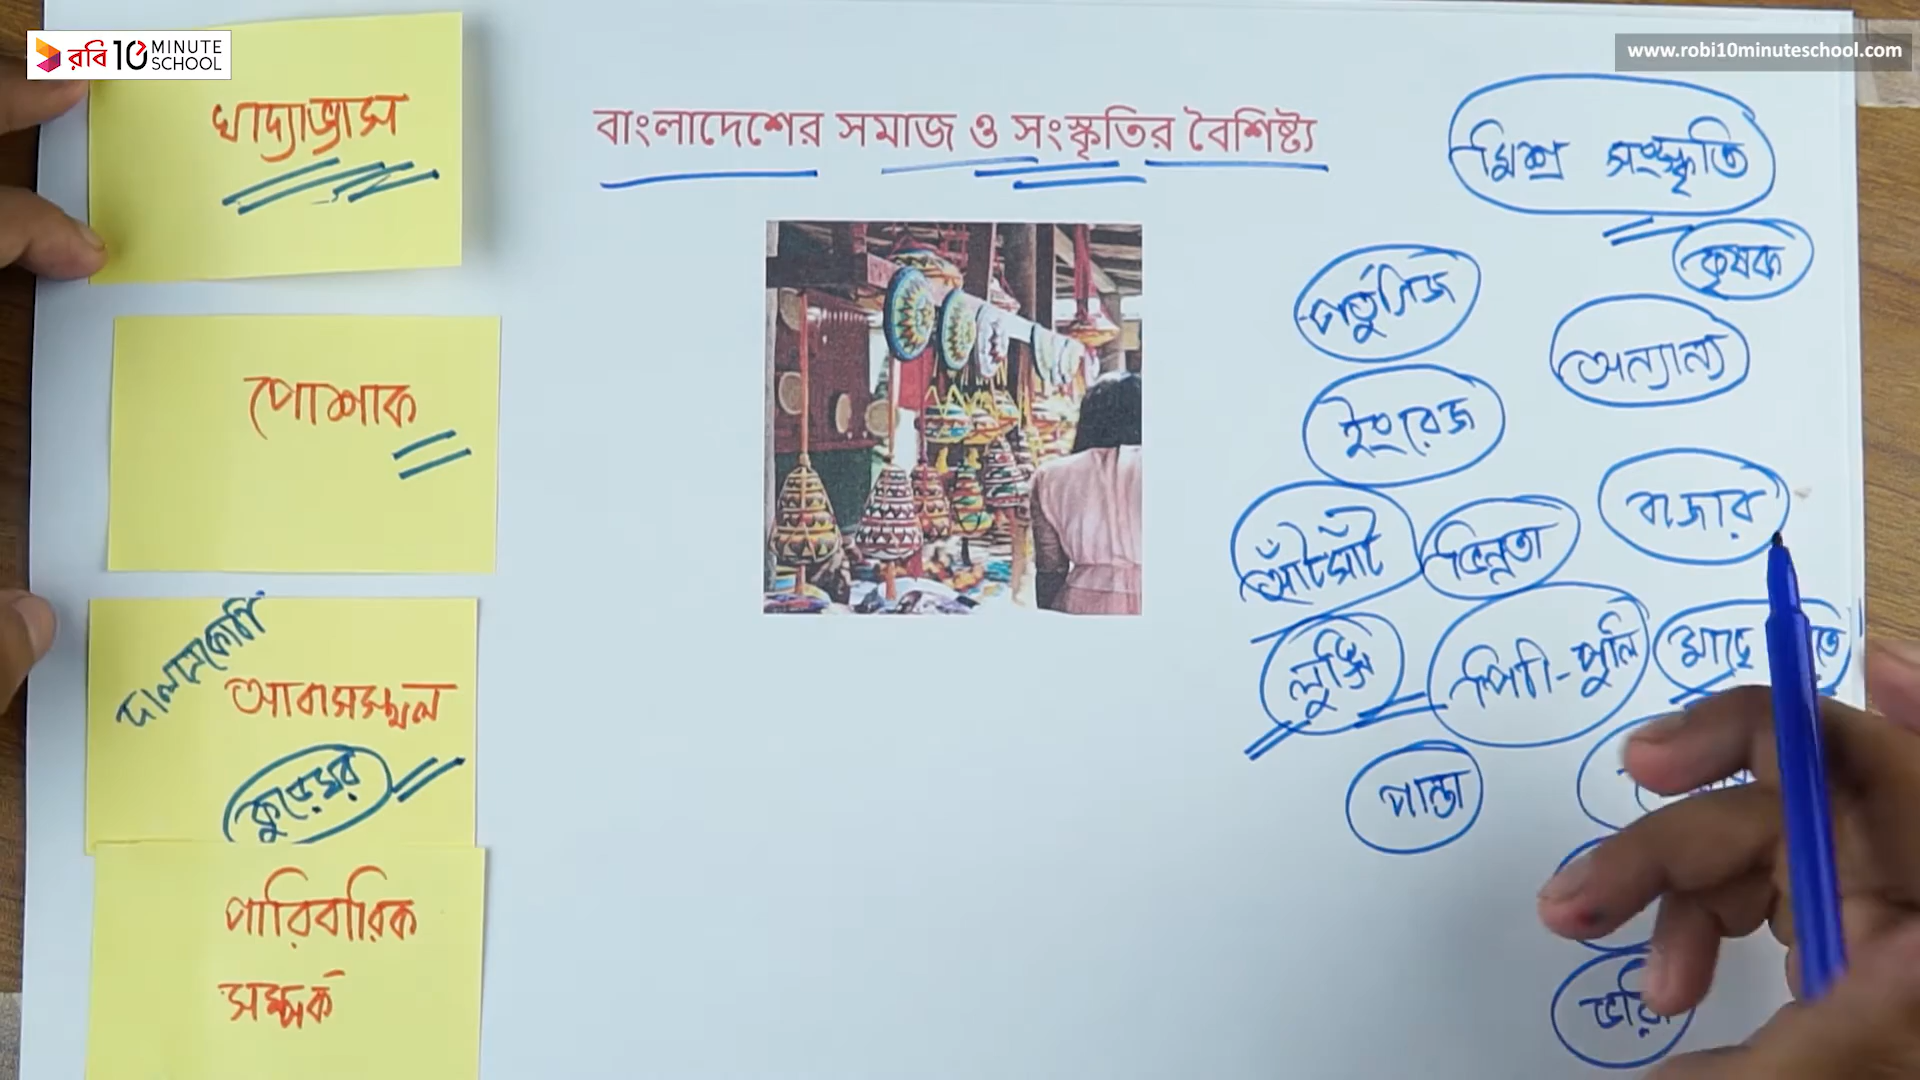 রবি 10 MINUTE SCHOOL
www.robi10minuteschool.com
খাদ্যাভাস
বাংলাদেশের সমাজ ও সংস্কৃতির বৈশিষ্ট্য
মিশ্র সংস্কৃতি
কৃষক
পর্তুগিজ
অন্যান্য
ইংরেজ
পোশাক
বাজার
আঁটসাঁট
ভিন্নতা
দালানকোঠা
আবাসস্থল
কুড়েঘর
লুঙ্গি
পিঠা-পুলি
মাছে
পান্তা
পারিবারিক
সম্পর্ক